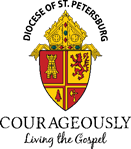 DIOCESE OF ST. PETERSBURG
COURAGEOUSLY
Living the Gospel